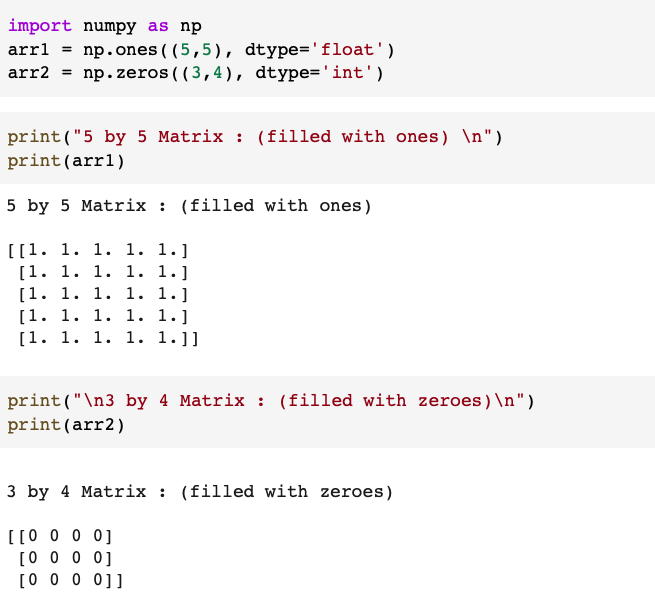 import numpy as np
arr1 = np.ones((5,5), dtype='float')
arr2 = np.zeros((3,4), dtype='int')
print("5 by 5 Matrix : (filled with ones) \n")
print(arr1)
5 by 5 Matrix : (filled with ones)
[[1. 1. 1. 1. 1.]
 [1. 1. 1. 1. 1.]
 [1. 1. 1. 1. 1.]
 [1. 1. 1. 1. 1.]
 [1. 1. 1. 1. 1.]]
print("\n3 by 4 Matrix : (filled with zeroes)\n")
print(arr2)
3 by 4 Matrix : (filled with zeroes)
[[0 0 0 0]
 [0 0 0 0]
 [0 0 0 0]]